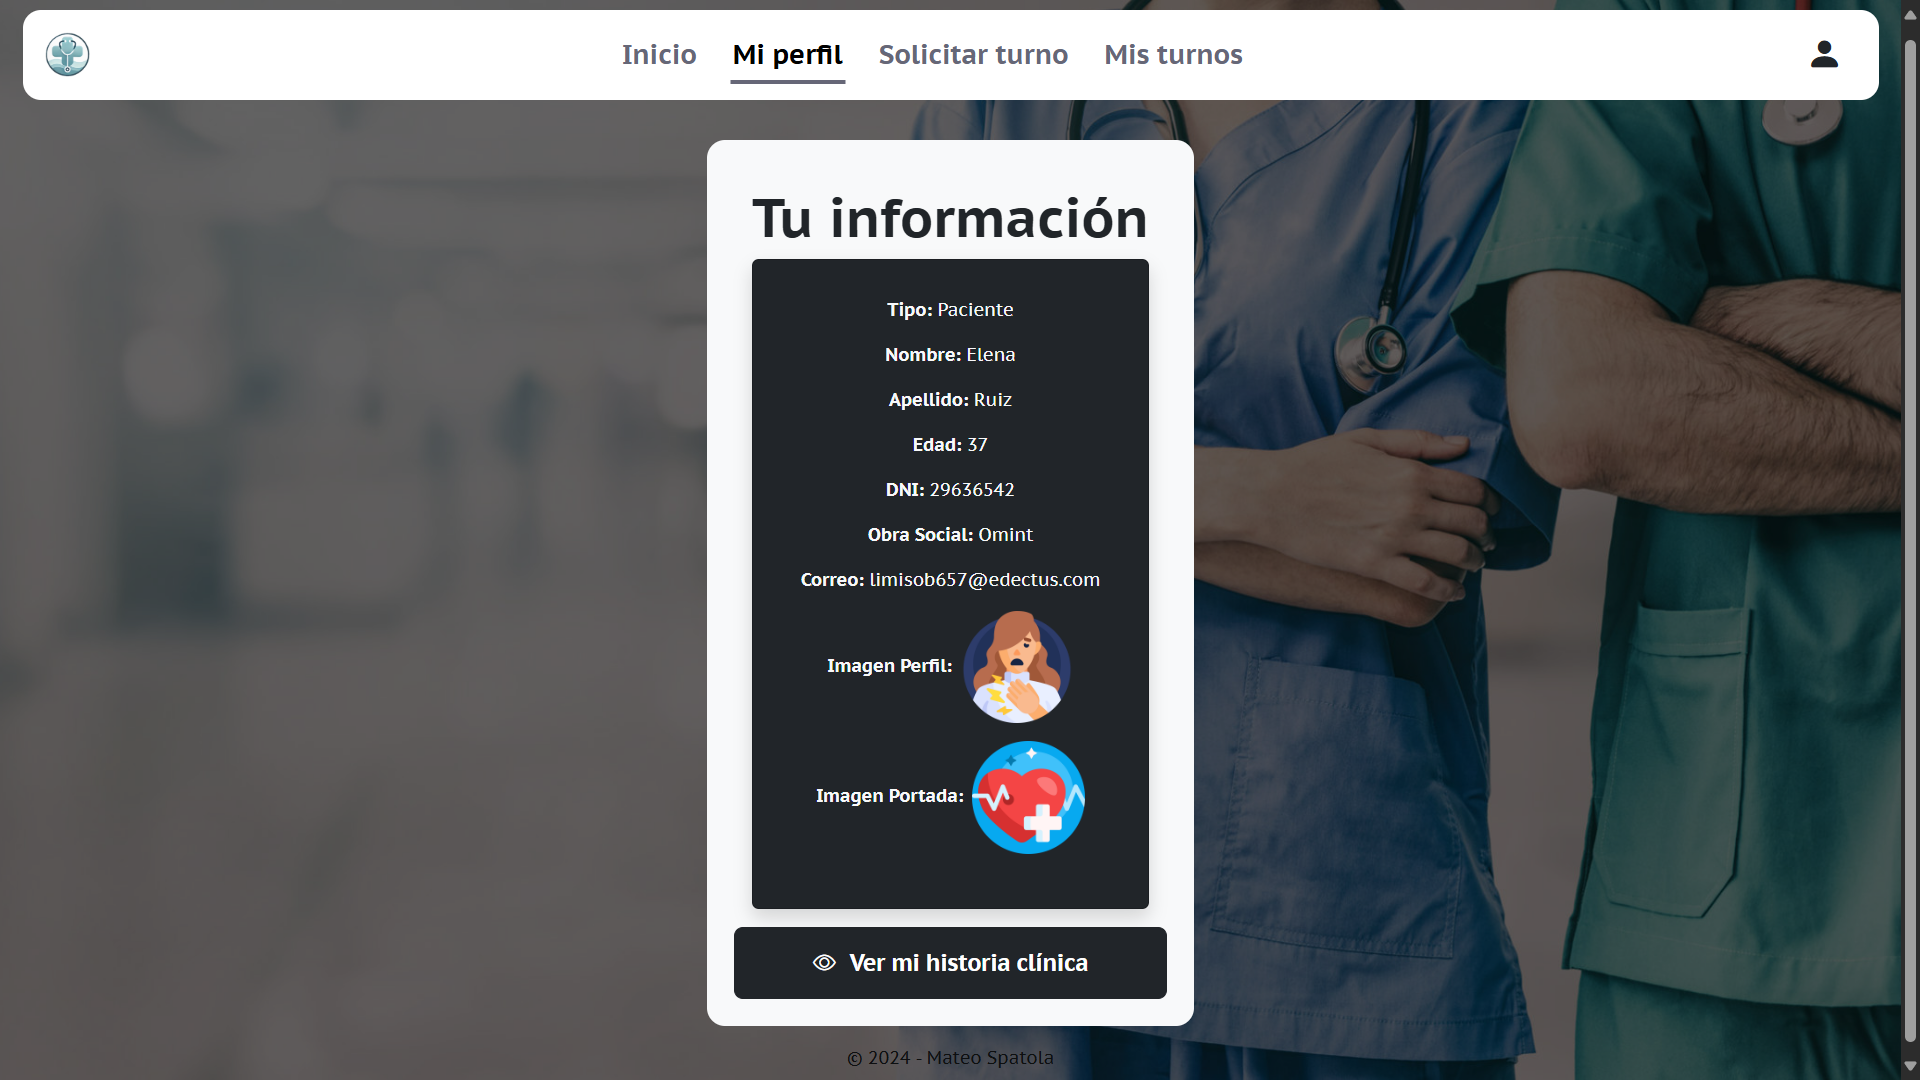 Inicio
Mi perfil
Solicitar turno
Mis turnos
Tu información
Tipo: Paciente
Nombre: Elena
Apellido: Ruiz
Edad: 37
DNI: 29636542
Obra Social: Omint
Correo: limisob657@edectus.com
Imagen Perfil:
Imagen Portada:
Ver mi historia clínica
© 2024 - Mateo Spatola